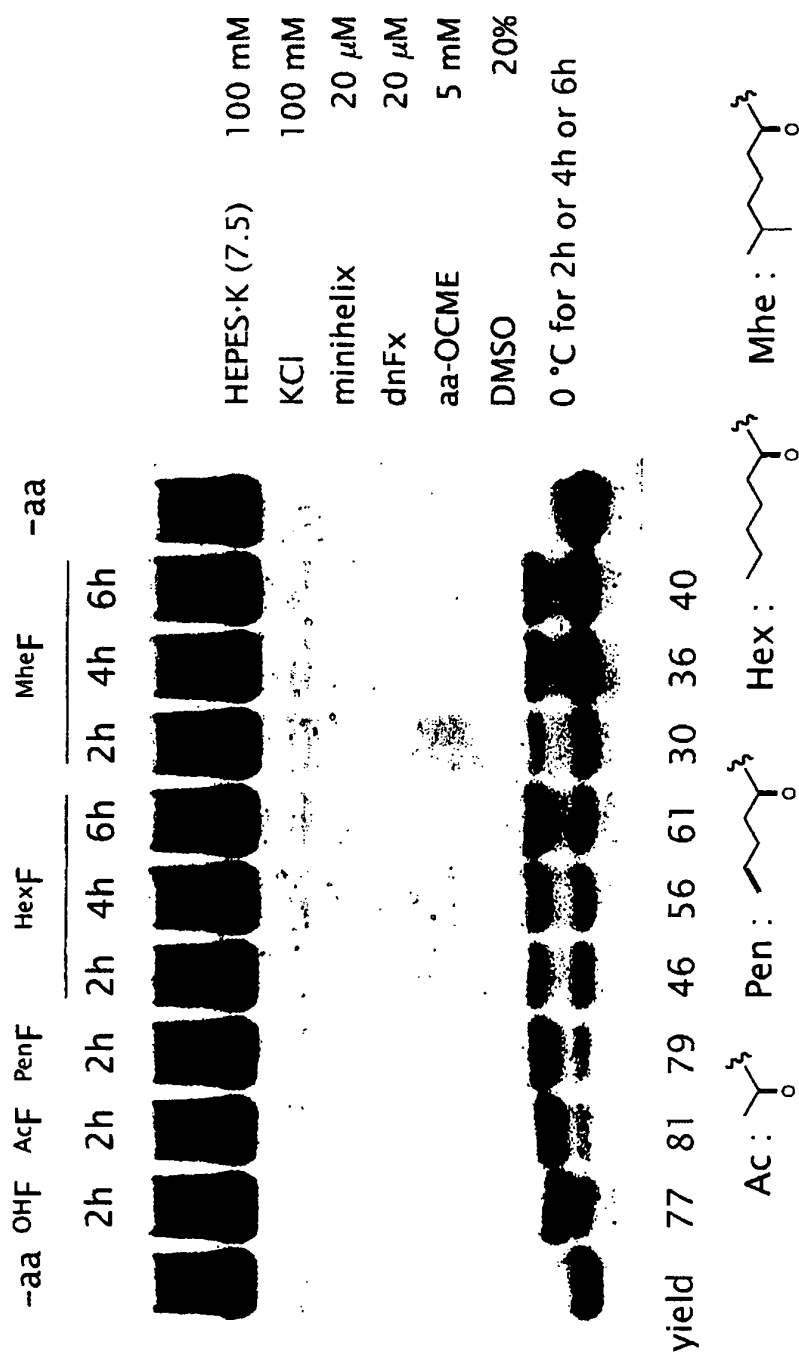 -aa OHF AcF PenF HexF MheF -aa
2h 2h 2h 2h 4h 6h 2h 4h 6h
yield 77 81 79 46 56 61 30 36 40
HEPES·K (7.5) 100 mM
KCl 100 mM
minihelix 20 μM
dnFx 20 μM
aa-OCME 5 mM
DMSO 20%
0 °C for 2h or 4h or 6h
Ac : O Pen : O Hex : O Mhe : O